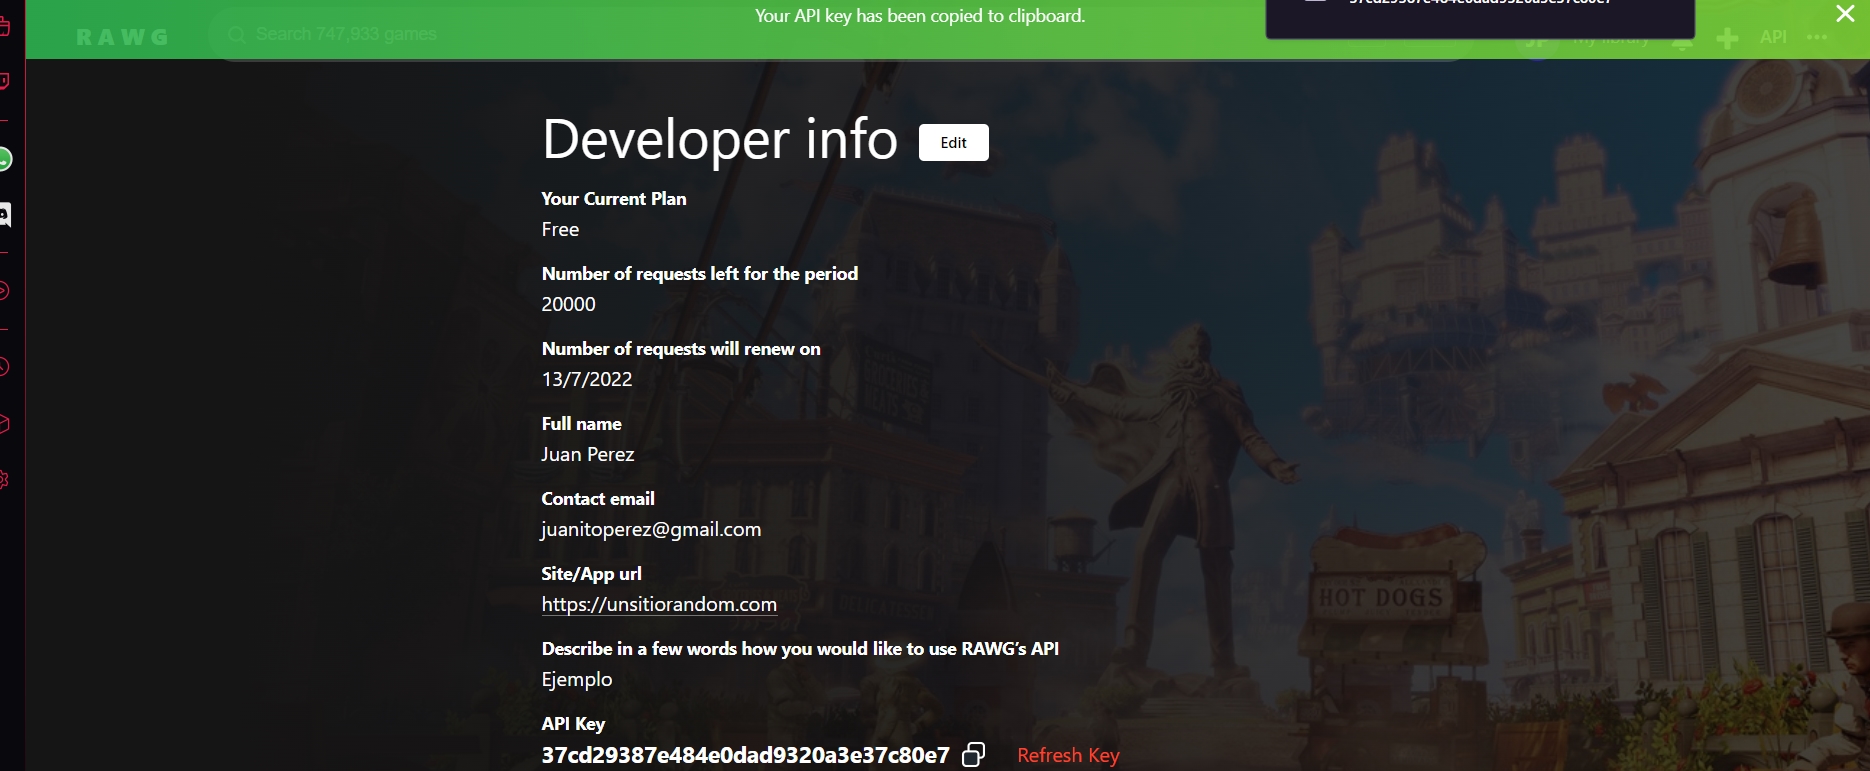 Your API key has been copied to clipboard.
RAWG
Search 747,933 games
My library
API
Developer info
Edit
Your Current Plan
Free
Number of requests left for the period
20000
Number of requests will renew on
13/7/2022
Full name
Juan Perez
Contact email
juanitoperez@gmail.com
Site/App url
https://unsitiorandom.com
Describe in a few words how you would like to use RAWG's API
Ejemplo
API Key
37cd29387e484e0dad9320a3e37c80e7
Refresh Key
HOT DOGS